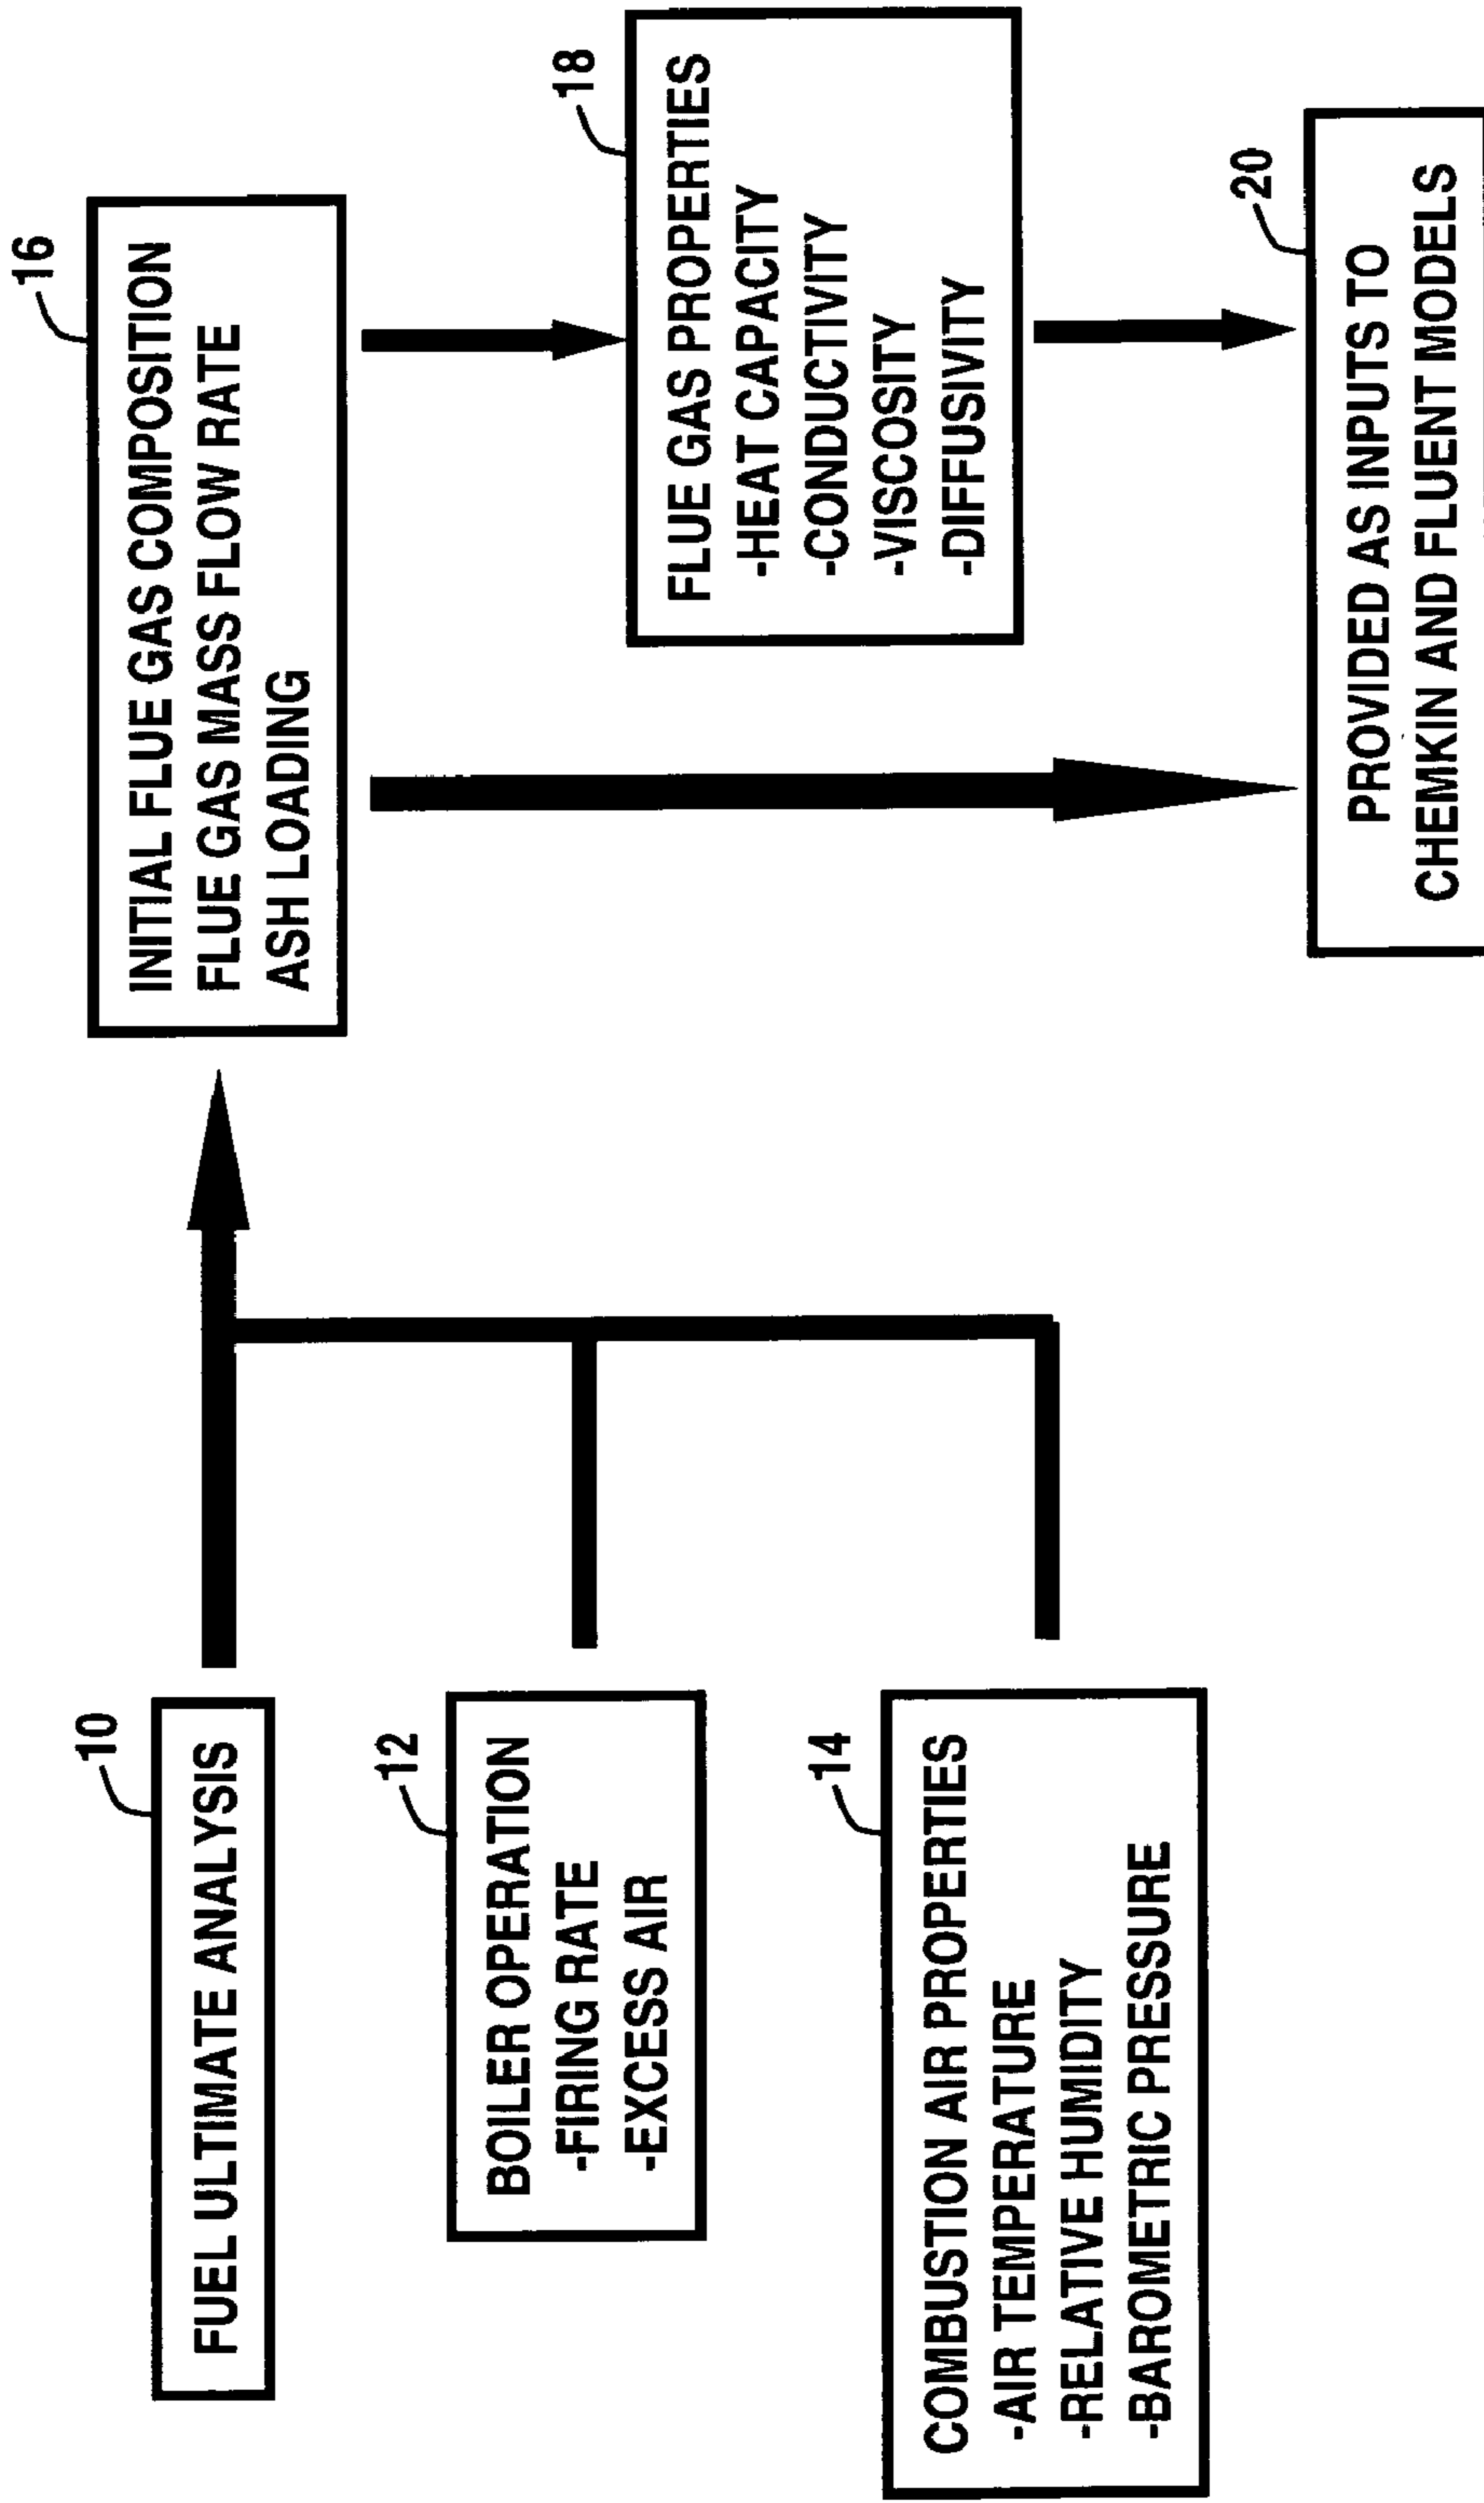 10
FUEL ULTIMATE ANALYSIS
12
BOILER OPERATION
-FIRING RATE
-EXCESS AIR
14
COMBUSTION AIR PROPERTIES
-AIR TEMPERATURE
-RELATIVE HUMIDITY
-BAROMETRIC PRESSURE
16
INITIAL FLUE GAS COMPOSITION
FLUE GAS MASS FLOW RATE
ASH LOADING
18
FLUE GAS PROPERTIES
-HEAT CAPACITY
-CONDUCTIVITY
-VISCOSITY
-DIFFUSIVITY
20
PROVIDED AS INPUTS TO
CHEMKIN AND FLUENT MODELS